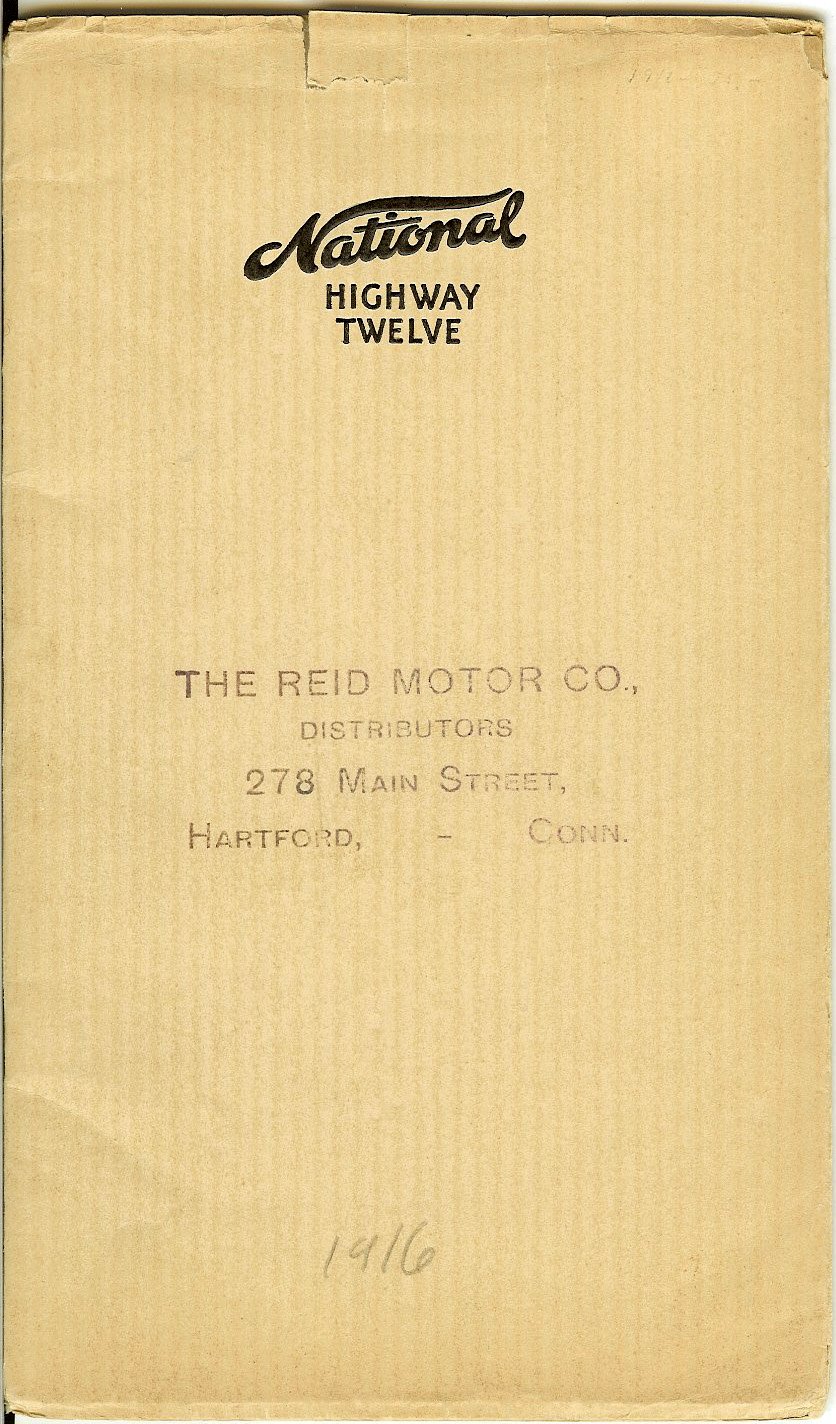 National
HIGHWAY
TWELVE
THE REID MOTOR CO.,
DISTRIBUTORS
278 MAIN STREET,
HARTFORD, - CONN.
1916